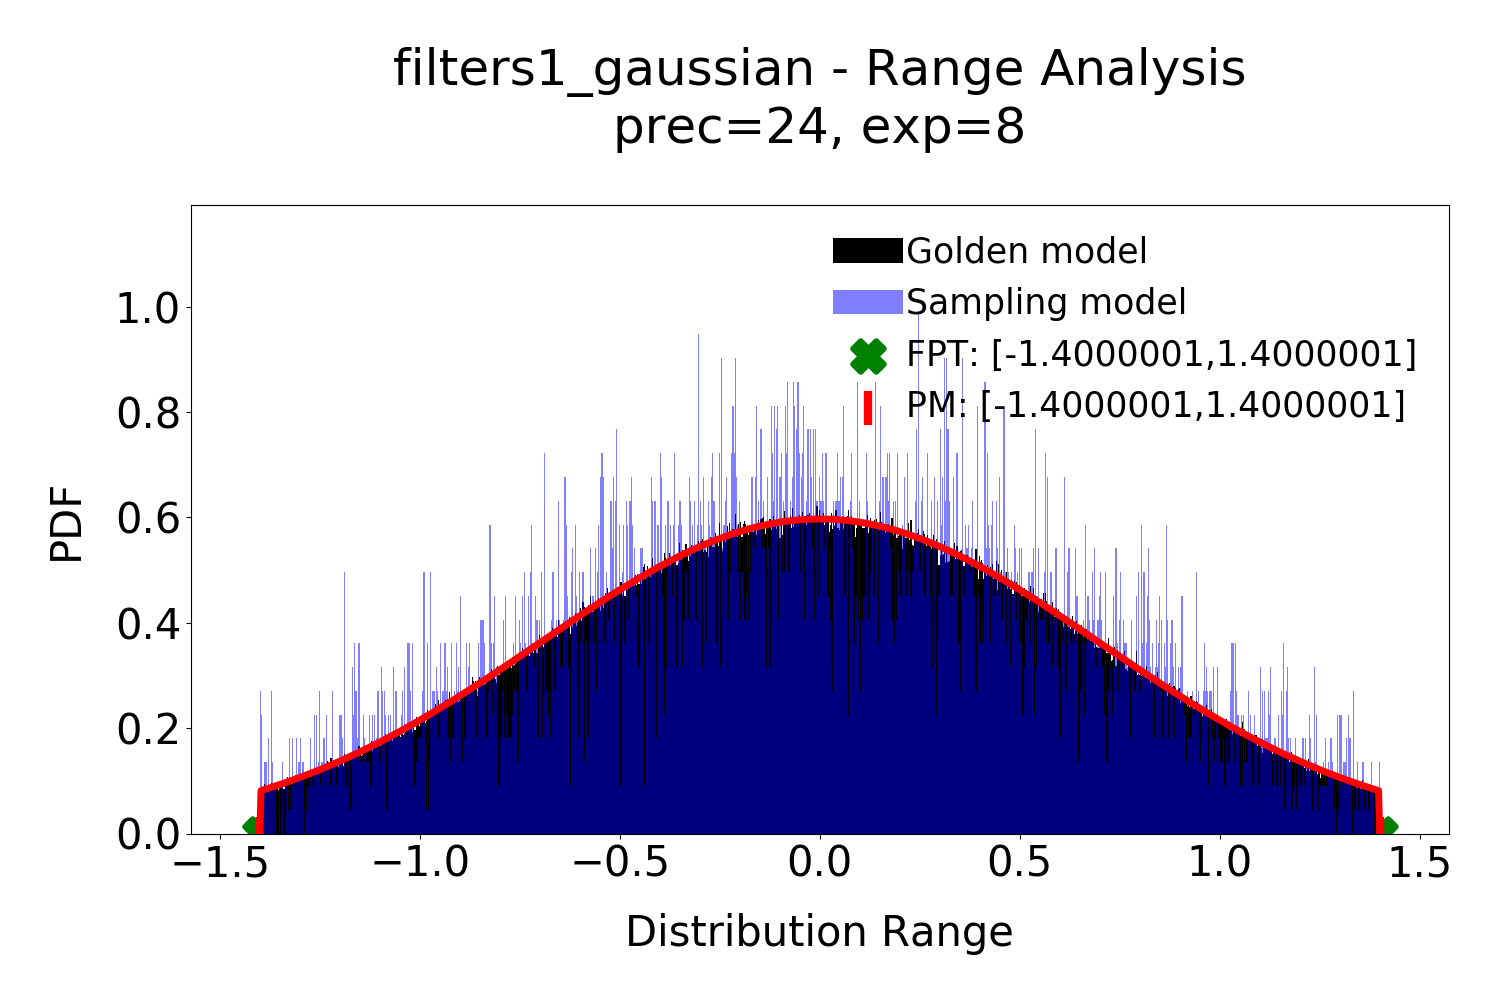 filters1_gaussian - Range Analysis
prec=24, exp=8
Golden model
Sampling model
FPT: [-1.4000001,1.4000001]
PM: [-1.4000001,1.4000001]
PDF
1.0
0.8
0.6
0.4
0.2
0.0
−1.5 −1.0 −0.5 0.0 0.5 1.0 1.5
Distribution Range